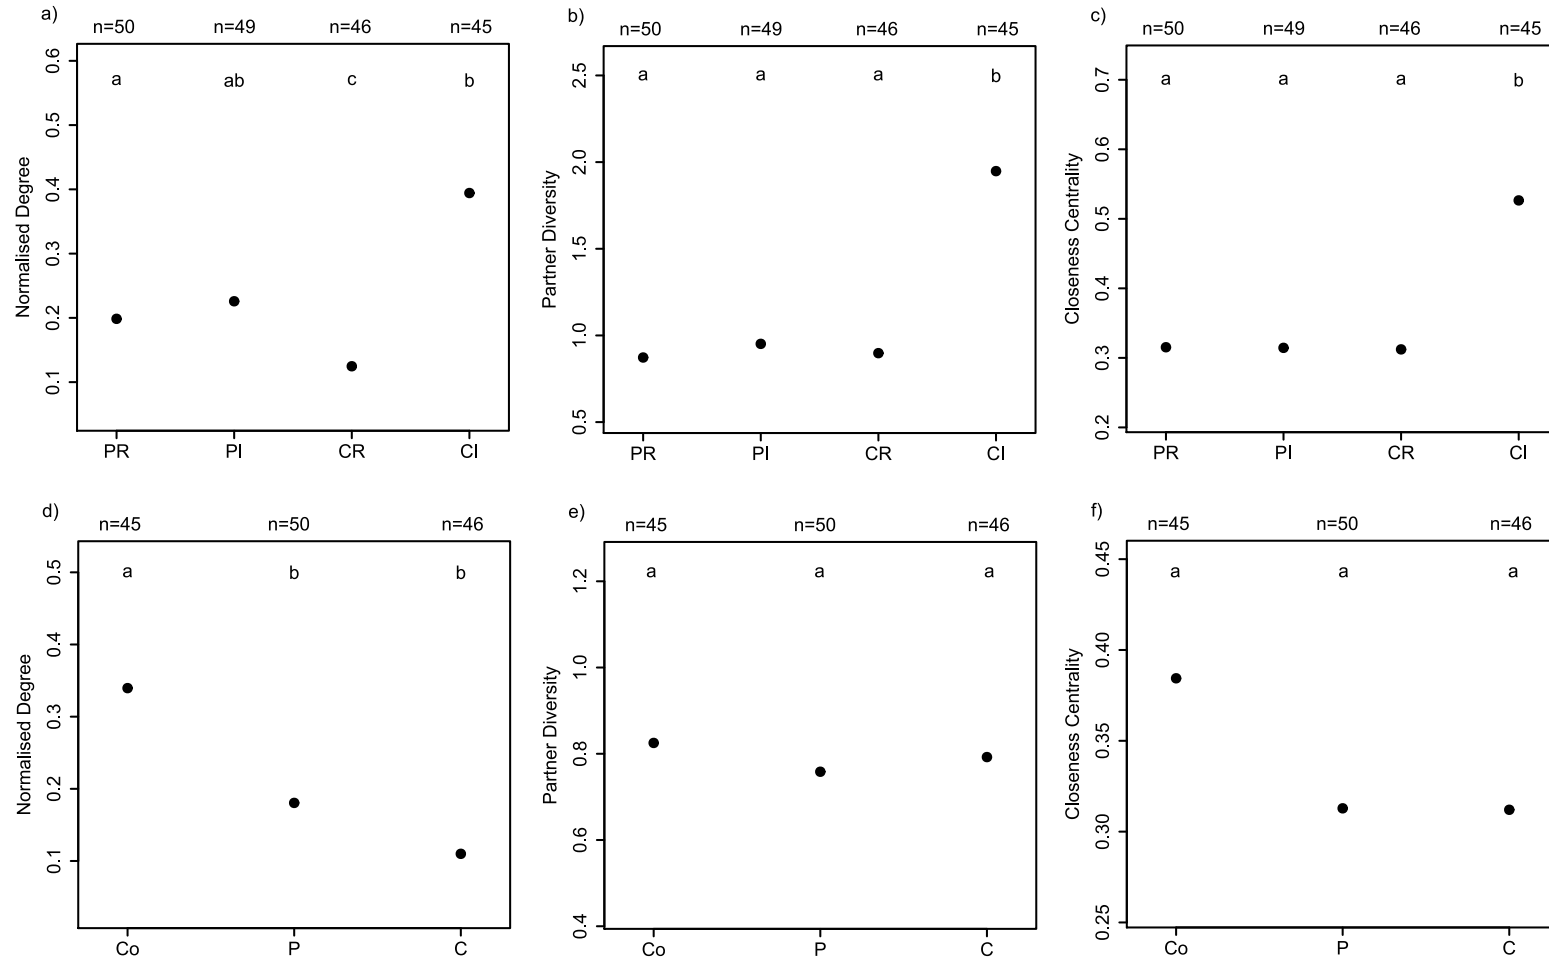 a)
n=50 n=49 n=46 n=45
Normalised Degree
0.6
0.5
0.4
0.3
0.2
0.1
a ab c b
PR PI CR CI
b)
n=50 n=49 n=46 n=45
Partner Diversity
2.5
2.0
1.5
1.0
0.5
a a a b
PR PI CR CI
c)
n=50 n=49 n=46 n=45
Closeness Centrality
0.7
0.6
0.5
0.4
0.3
0.2
a a a b
PR PI CR CI
d)
n=45 n=50 n=46
Normalised Degree
0.5
0.4
0.3
0.2
0.1
a b b
Co P C
e)
n=45 n=50 n=46
Partner Diversity
1.2
1.0
0.8
0.6
0.4
a a a
Co P C
f)
n=45 n=50 n=46
Closeness Centrality
0.45
0.40
0.35
0.30
0.25
a a a
Co P C